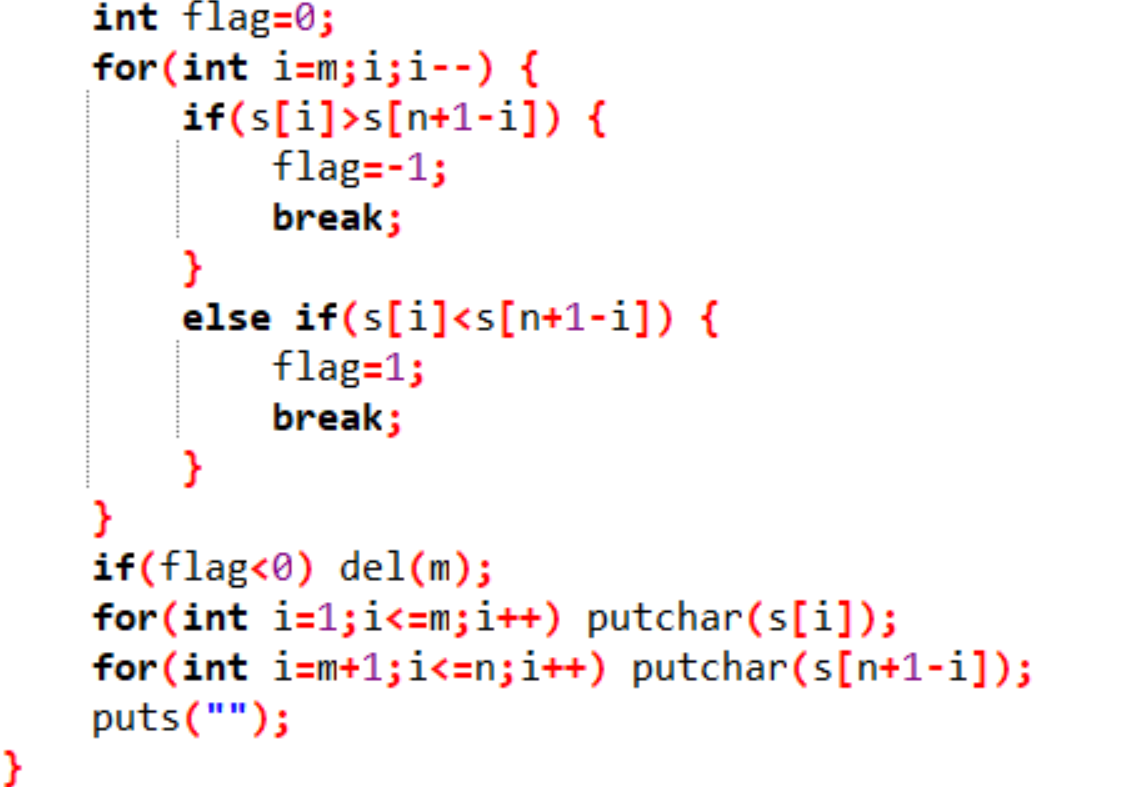 int flag=0;
for(int i=m;i;i--) {
if(s[i]>s[n+1-i]) {
flag=-1;
break;
}
else if(s[i]<s[n+1-i]) {
flag=1;
break;
}
}
if(flag<0) del(m);
for(int i=1;i<=m;i++) putchar(s[i]);
for(int i=m+1;i<=n;i++) putchar(s[n+1-i]);
puts("");
}